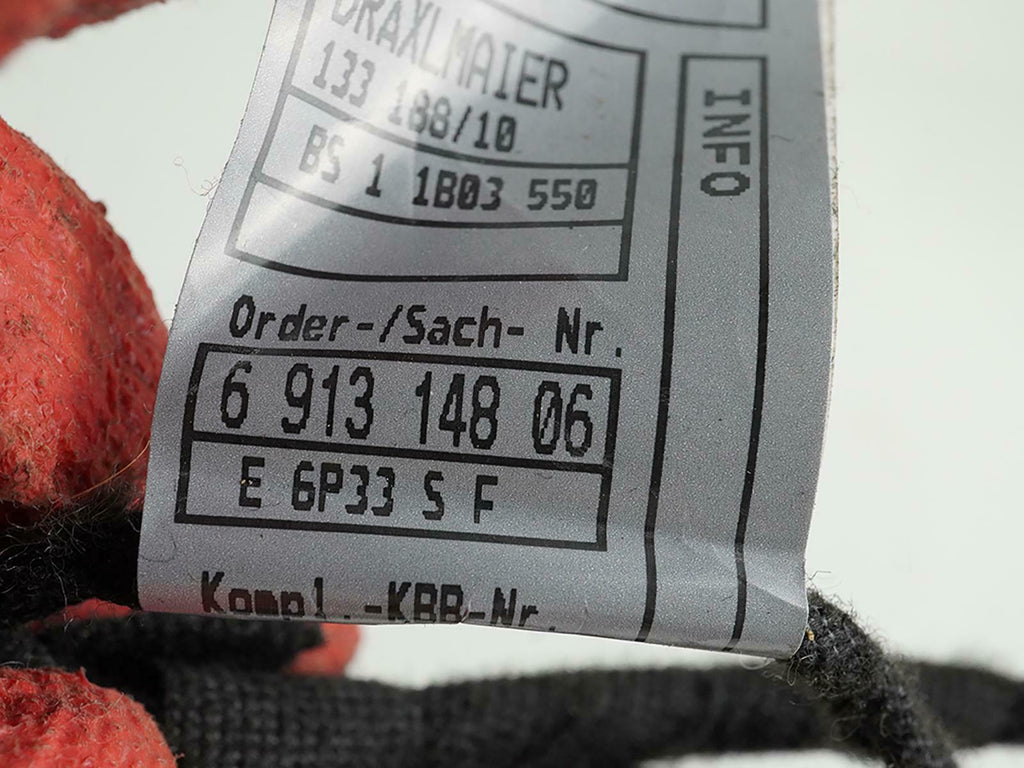 DRAXLMAIER
133 188/10
BS 1 1B03 550
INFO
Order-/Sach- Nr.
6 913 148 06
E 6P33 S F
Kompl.-KBB-Nr.